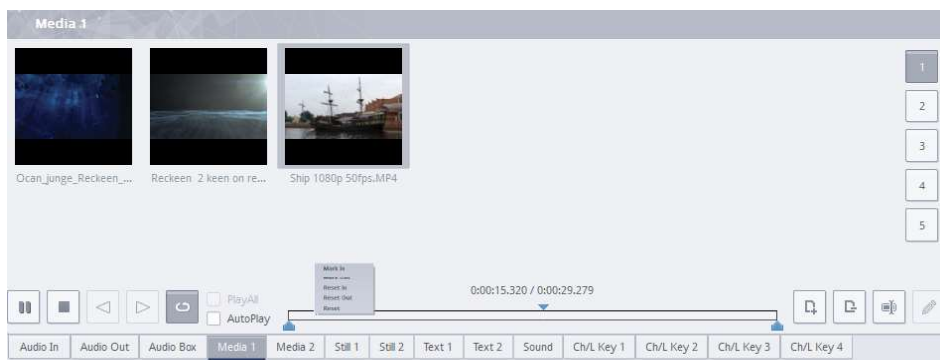 Media 1
1
2
3
4
5
Ocan_junge_Reckeen_...
Reckeen 2 keen on re...
Ship 1080p 50fps.MP4
Mark In
Reset In
Reset Out
Reset
PlayAll
AutoPlay
0:00:15.320 / 0:00:29.279
Audio In Audio Out Audio Box Media 1 Media 2 Still 1 Still 2 Text 1 Text 2 Sound Ch/L Key 1 Ch/L Key 2 Ch/L Key 3 Ch/L Key 4